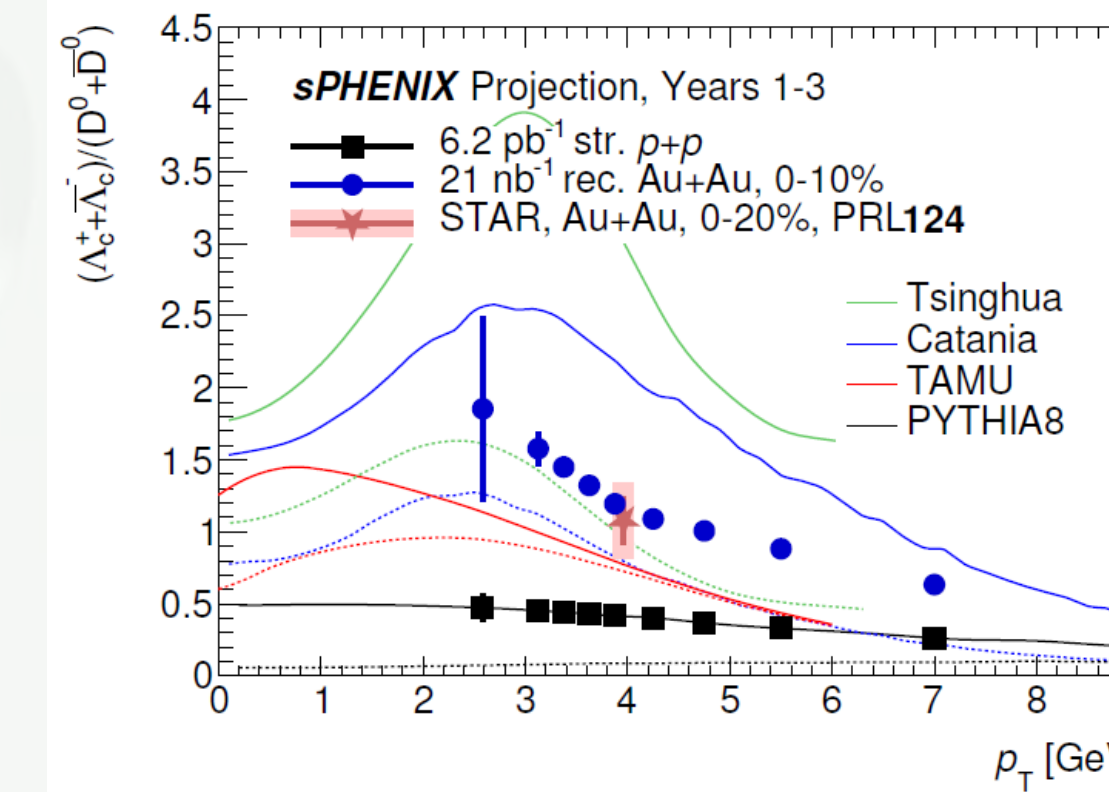 (Λc⁺+Λ̅c⁻)/(D⁰+D̅⁰)
4.5
4
3.5
3
2.5
2
1.5
1
0.5
0
sPHENIX Projection, Years 1-3
6.2 pb⁻¹ str. p+p
21 nb⁻¹ rec. Au+Au, 0-10%
STAR, Au+Au, 0-20%, PRL124
Tsinghua
Catania
TAMU
PYTHIA8
0 1 2 3 4 5 6 7 8
pT [GeV